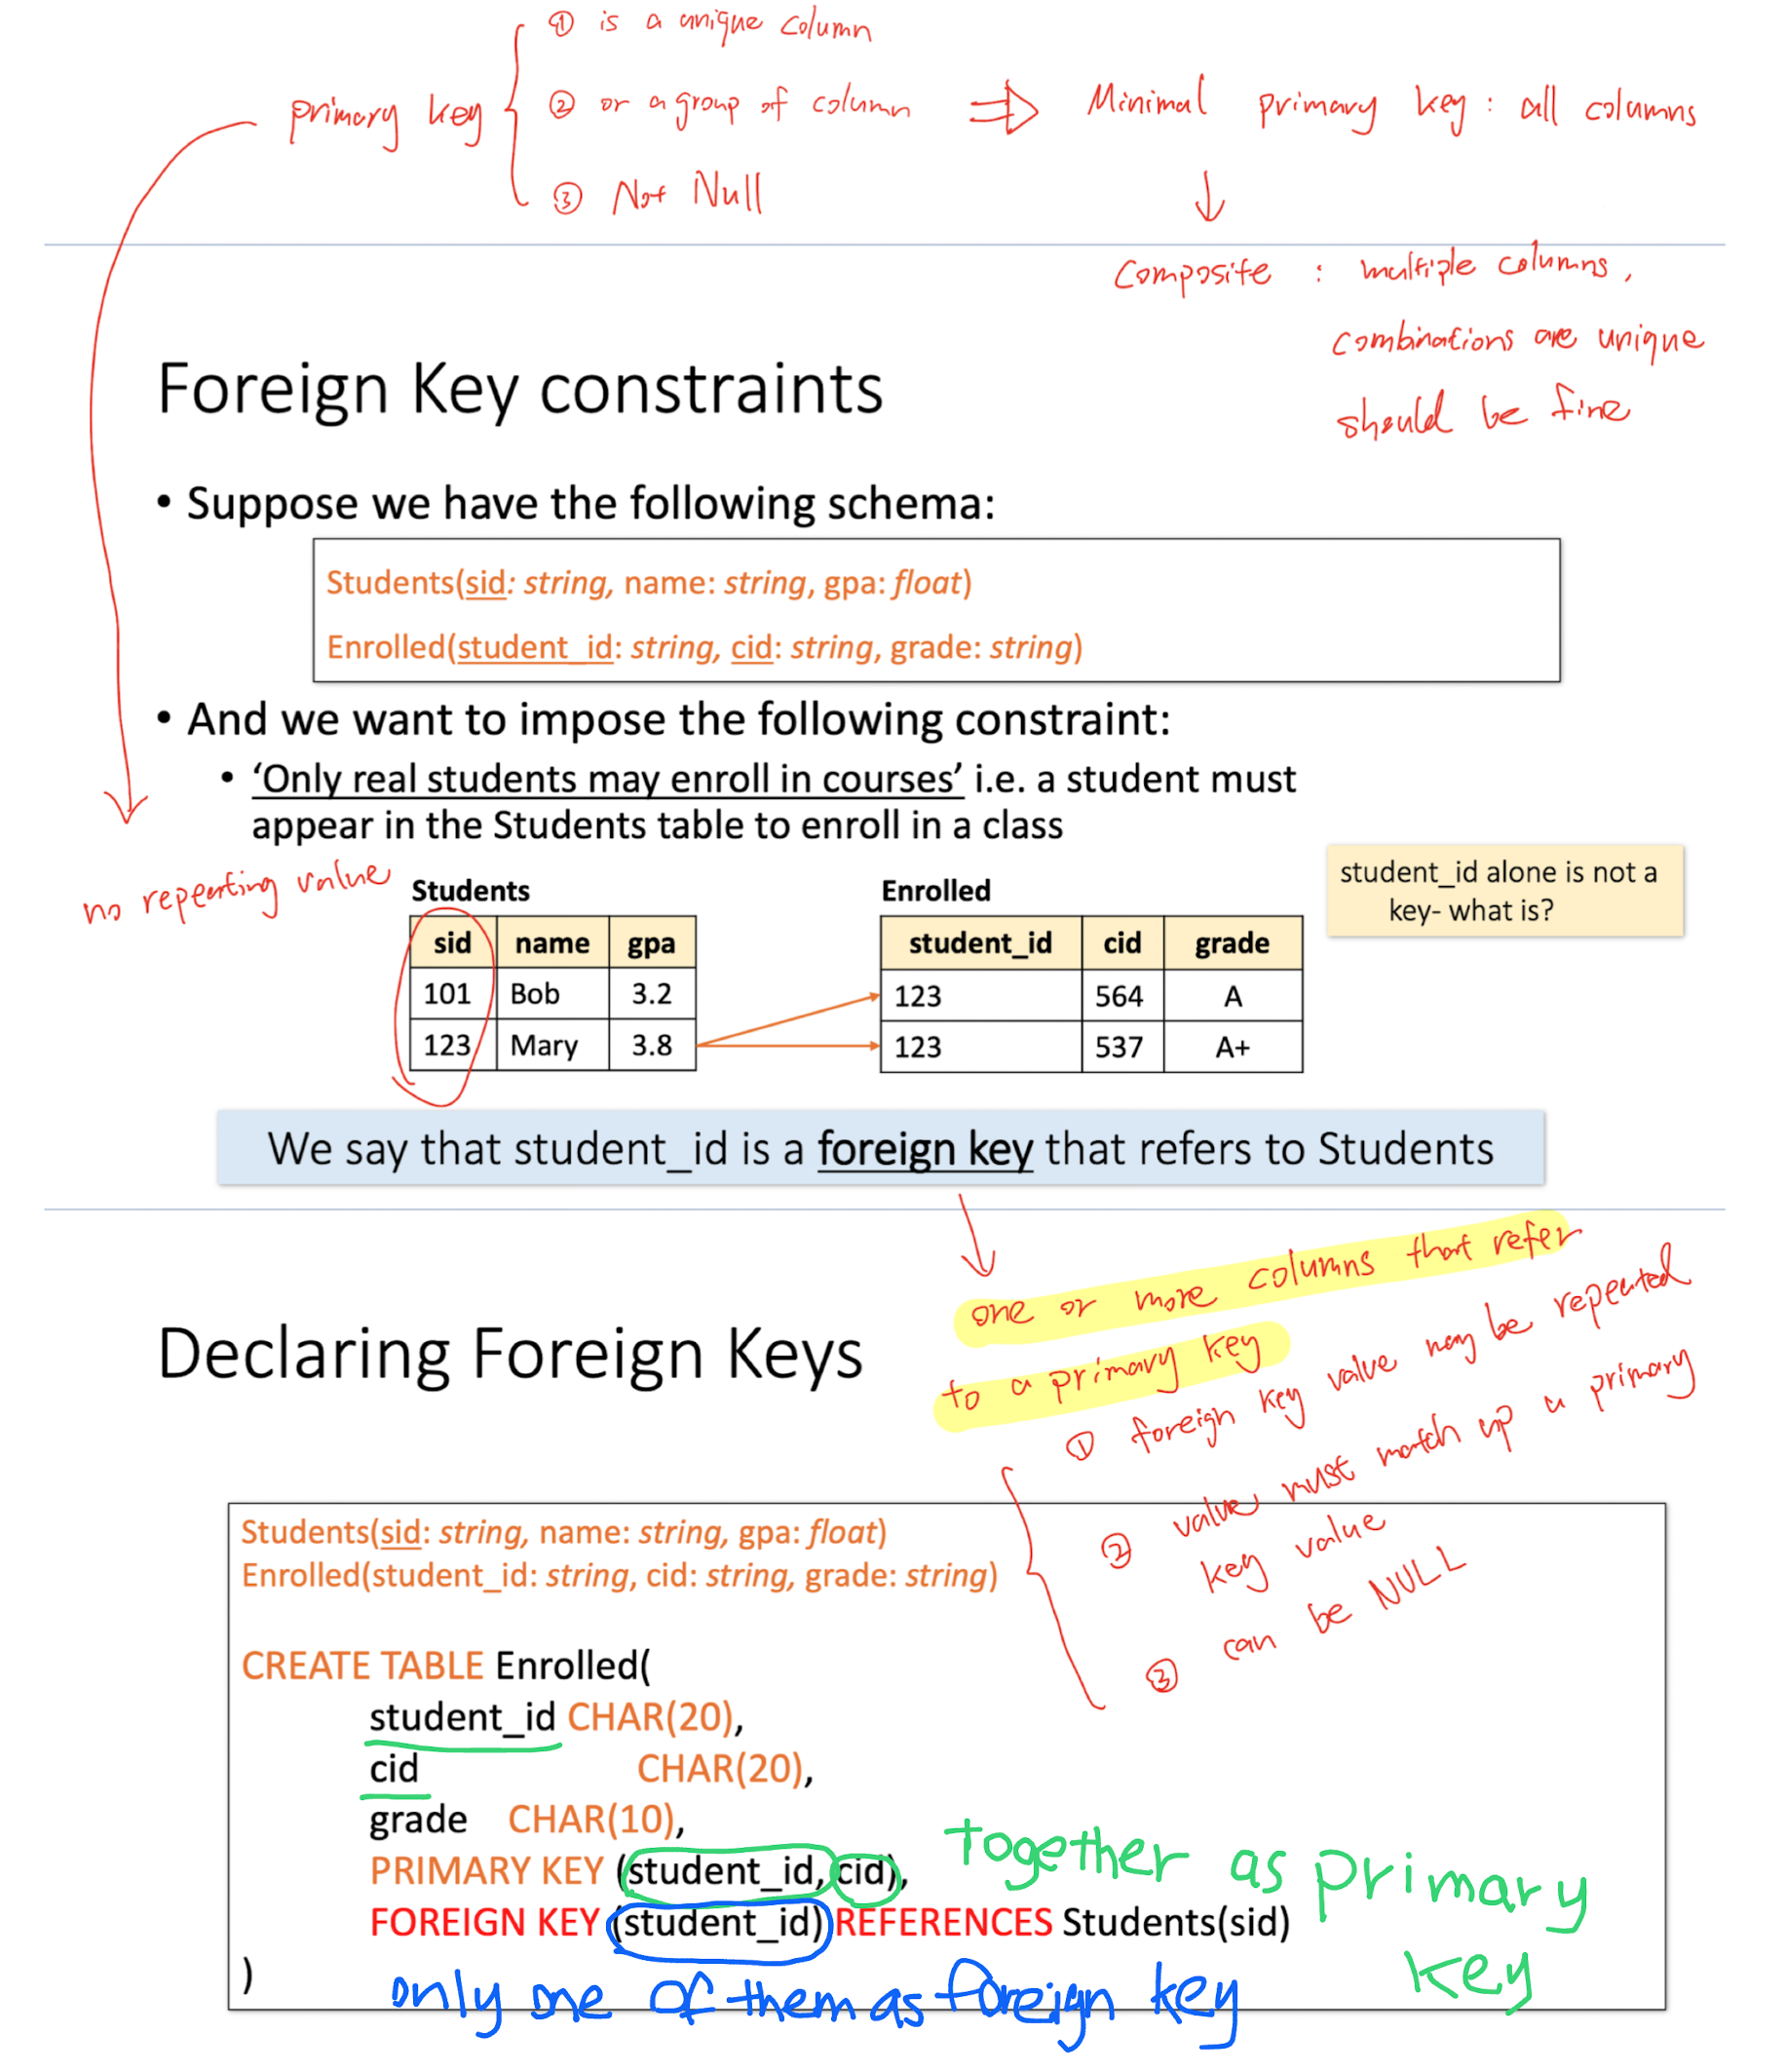 ① is a unique column
primary key ② or a group of column ⇒ Minimal primary key : all columns
③ Not Null
↓
Composite : multiple columns,
combinations are unique
should be fine
Foreign Key constraints
• Suppose we have the following schema:
Students(sid: string, name: string, gpa: float)
Enrolled(student_id: string, cid: string, grade: string)
• And we want to impose the following constraint:
• ‘Only real students may enroll in courses’ i.e. a student must
appear in the Students table to enroll in a class
no repeating value
student_id alone is not a
key- what is?
Students
sid name gpa
101 Bob 3.2
123 Mary 3.8
Enrolled
student_id cid grade
123 564 A
123 537 A+
We say that student_id is a foreign key that refers to Students
one or more columns that refer
to a primary key
① foreign key value may be repeated
② value must match up a primary
key value
③ can be NULL
Declaring Foreign Keys
Students(sid: string, name: string, gpa: float)
Enrolled(student_id: string, cid: string, grade: string)
CREATE TABLE Enrolled(
student_id CHAR(20),
cid CHAR(20),
grade CHAR(10),
PRIMARY KEY (student_id, cid),
FOREIGN KEY (student_id) REFERENCES Students(sid)
)
together as primary
key
only one of them as foreign key